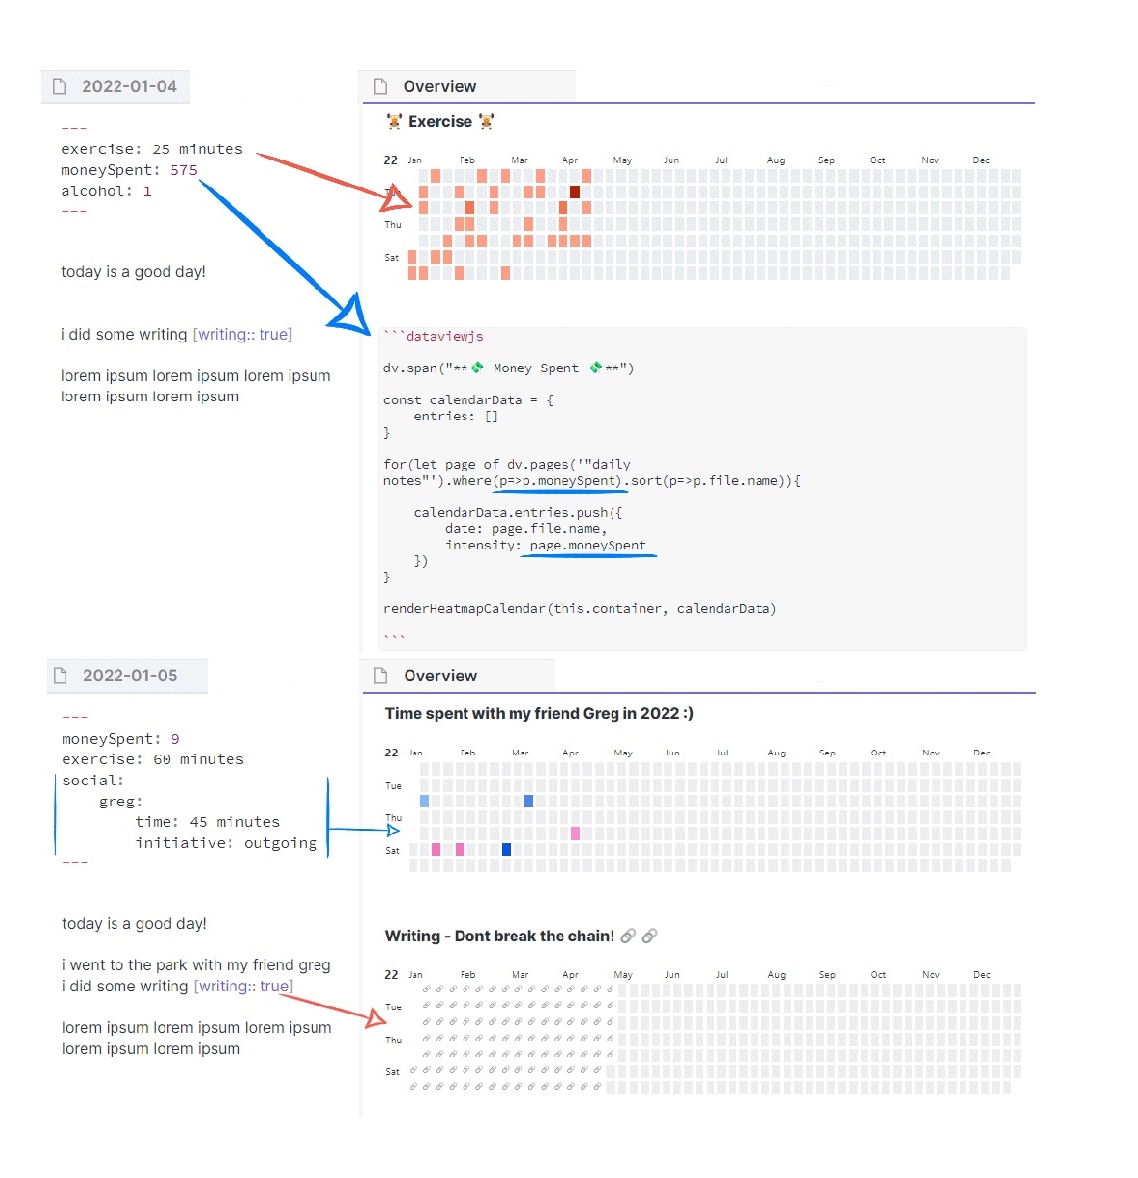 2022-01-04
---
exercise: 25 minutes
moneySpent: 575
alcohol: 1
---
today is a good day!
i did some writing [writing:: true]
lorem ipsum lorem ipsum lorem ipsum
lorem ipsum lorem ipsum
Overview
🏋 Exercise 🏋
22 Jan Feb Mar Apr May Jun Jul Aug Sep Oct Nov Dec
Tue
Thu
Sat
```dataviewjs
dv.span("**💸 Money Spent 💸**")
const calendarData = {
entries: []
}
for(let page of dv.pages('"daily
notes"').where(p=>p.moneySpent).sort(p=>p.file.name)){
calendarData.entries.push({
date: page.file.name,
intensity: page.moneySpent
})
}
renderHeatmapCalendar(this.container, calendarData)
```
2022-01-05
---
moneySpent: 9
exercise: 60 minutes
social:
greg:
time: 45 minutes
initiative: outgoing
---
today is a good day!
i went to the park with my friend greg
i did some writing [writing:: true]
lorem ipsum lorem ipsum lorem ipsum
lorem ipsum lorem ipsum
Overview
Time spent with my friend Greg in 2022 :)
22 Jan Feb Mar Apr May Jun Jul Aug Sep Oct Nov Dec
Tue
Thu
Sat
Writing - Dont break the chain! 🔗 🔗
22 Jan Feb Mar Apr May Jun Jul Aug Sep Oct Nov Dec
Tue
Thu
Sat